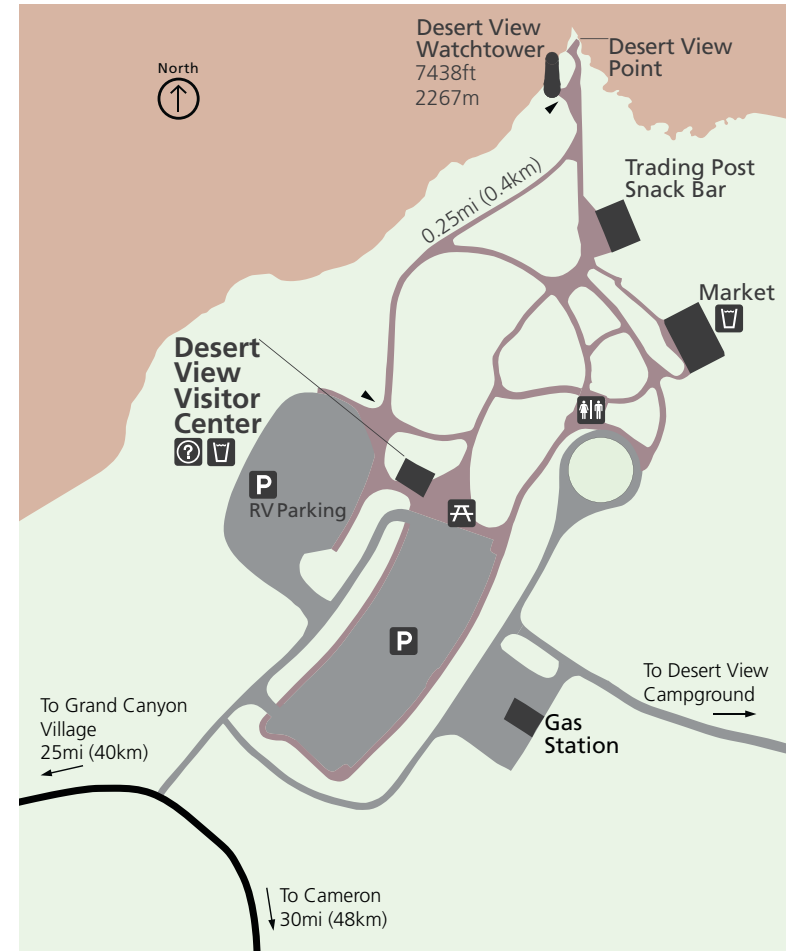 Desert View
Watchtower
7438ft
2267m
Desert View
Point
North
Trading Post
Snack Bar
0.25mi (0.4km)
Market
Desert
View
Visitor
Center
?
P
RV Parking
P
To Desert View
Campground
To Grand Canyon
Village
25mi (40km)
Gas
Station
To Cameron
30mi (48km)